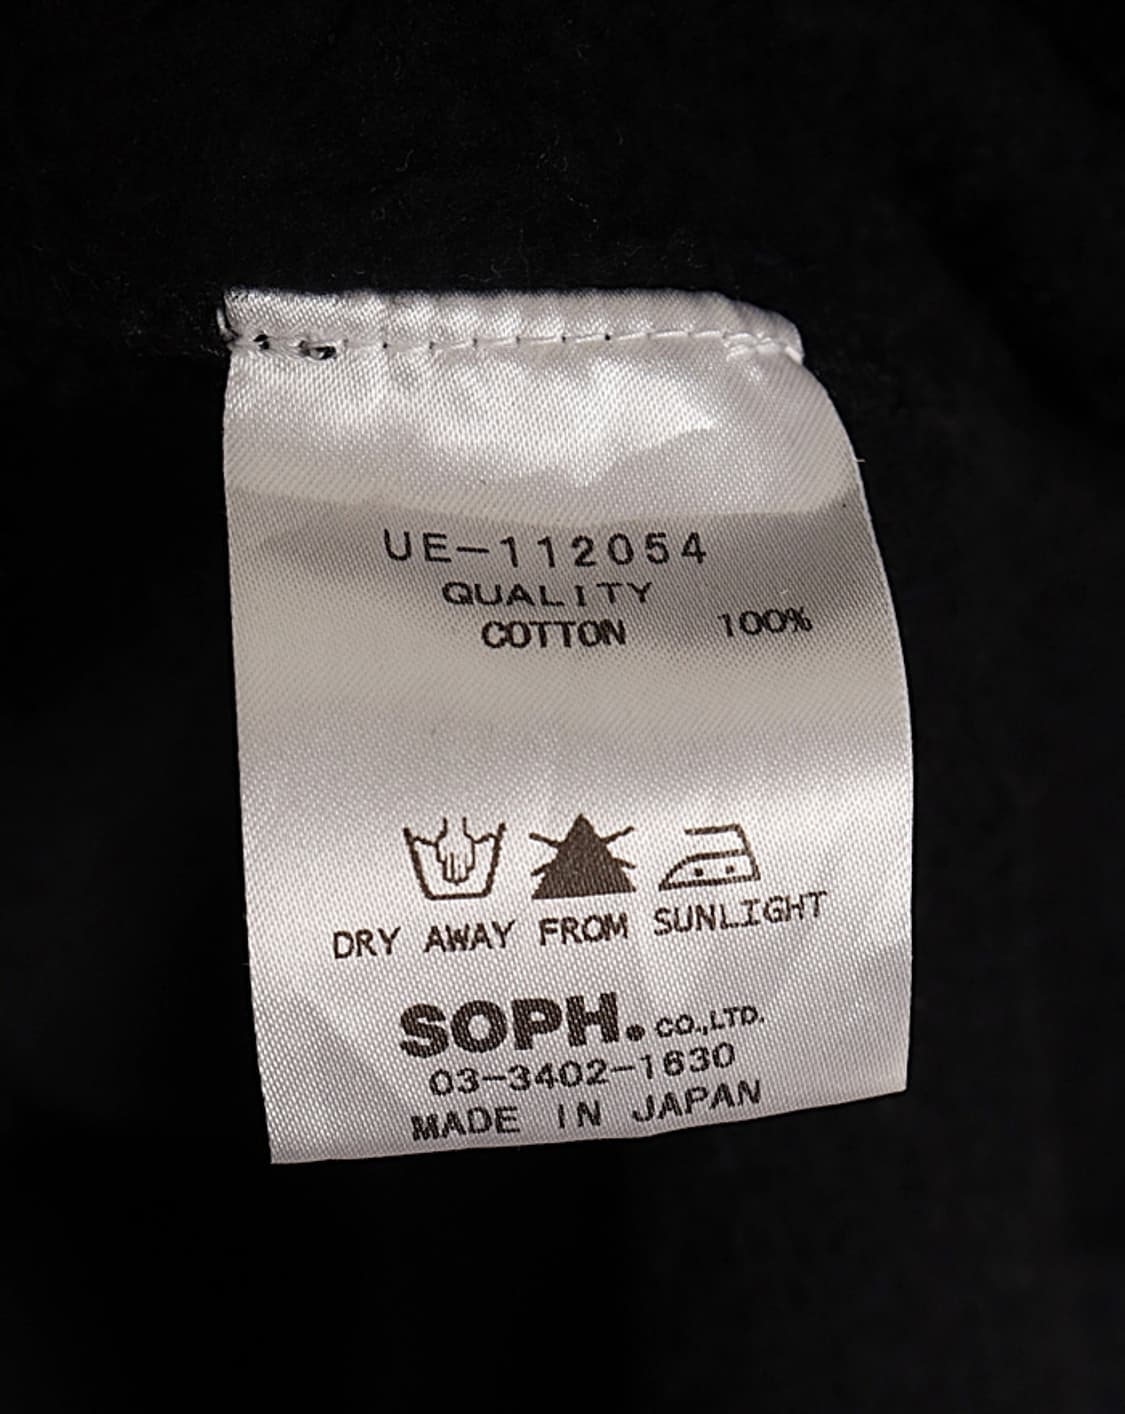 UE-112054
QUALITY
COTTON 100%
DRY AWAY FROM SUNLIGHT
SOPH. CO.,LTD.
03-3402-1630
MADE IN JAPAN